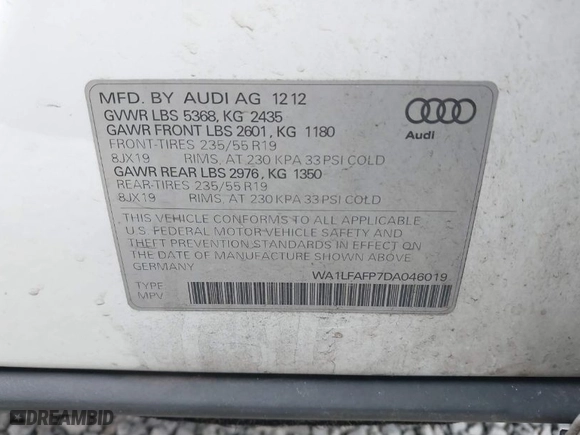 MFD. BY AUDI AG 1212
GVWR LBS 5368, KG 2435
GAWR FRONT LBS 2601, KG 1180
FRONT-TIRES 235/55 R19
8JX19 RIMS, AT 230 KPA 33 PSI COLD
GAWR REAR LBS 2976, KG 1350
REAR-TIRES 235/55 R19
8JX19 RIMS, AT 230 KPA 33 PSI COLD
Audi
THIS VEHICLE CONFORMS TO ALL APPLICABLE
U.S. FEDERAL MOTOR VEHICLE SAFETY AND
THEFT PREVENTION STANDARDS IN EFFECT ON
THE DATE OF MANUFACTURE SHOWN ABOVE
GERMANY
WA1LFAFP7DA046019
TYPE
MPV
DREAMBID